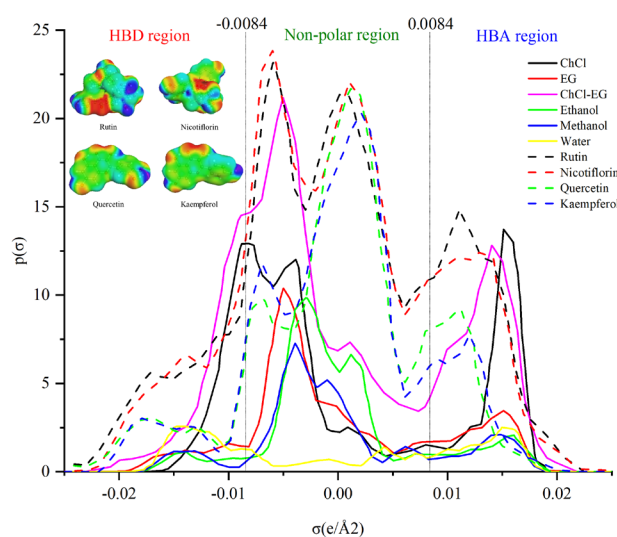 -0.0084
0.0084
HBD region
Non-polar region
HBA region
25
20
15
10
5
0
p(σ)
Rutin
Nicotiflorin
Quercetin
Kaempferol
ChCl
EG
ChCl-EG
Ethanol
Methanol
Water
Rutin
Nicotiflorin
Quercetin
Kaempferol
-0.02
-0.01
0.00
0.01
0.02
σ(e/Å2)